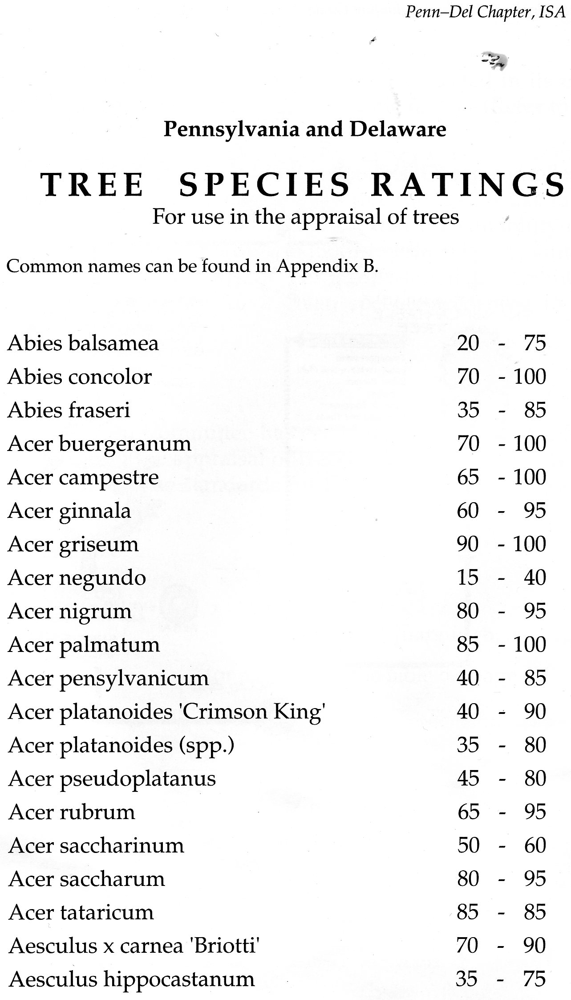 Penn–Del Chapter, ISA
Pennsylvania and Delaware
TREE SPECIES RATINGS
For use in the appraisal of trees
Common names can be found in Appendix B.
Abies balsamea 20 - 75
Abies concolor 70 - 100
Abies fraseri 35 - 85
Acer buergeranum 70 - 100
Acer campestre 65 - 100
Acer ginnala 60 - 95
Acer griseum 90 - 100
Acer negundo 15 - 40
Acer nigrum 80 - 95
Acer palmatum 85 - 100
Acer pensylvanicum 40 - 85
Acer platanoides 'Crimson King' 40 - 90
Acer platanoides (spp.) 35 - 80
Acer pseudoplatanus 45 - 80
Acer rubrum 65 - 95
Acer saccharinum 50 - 60
Acer saccharum 80 - 95
Acer tataricum 85 - 85
Aesculus x carnea 'Briotti' 70 - 90
Aesculus hippocastanum 35 - 75